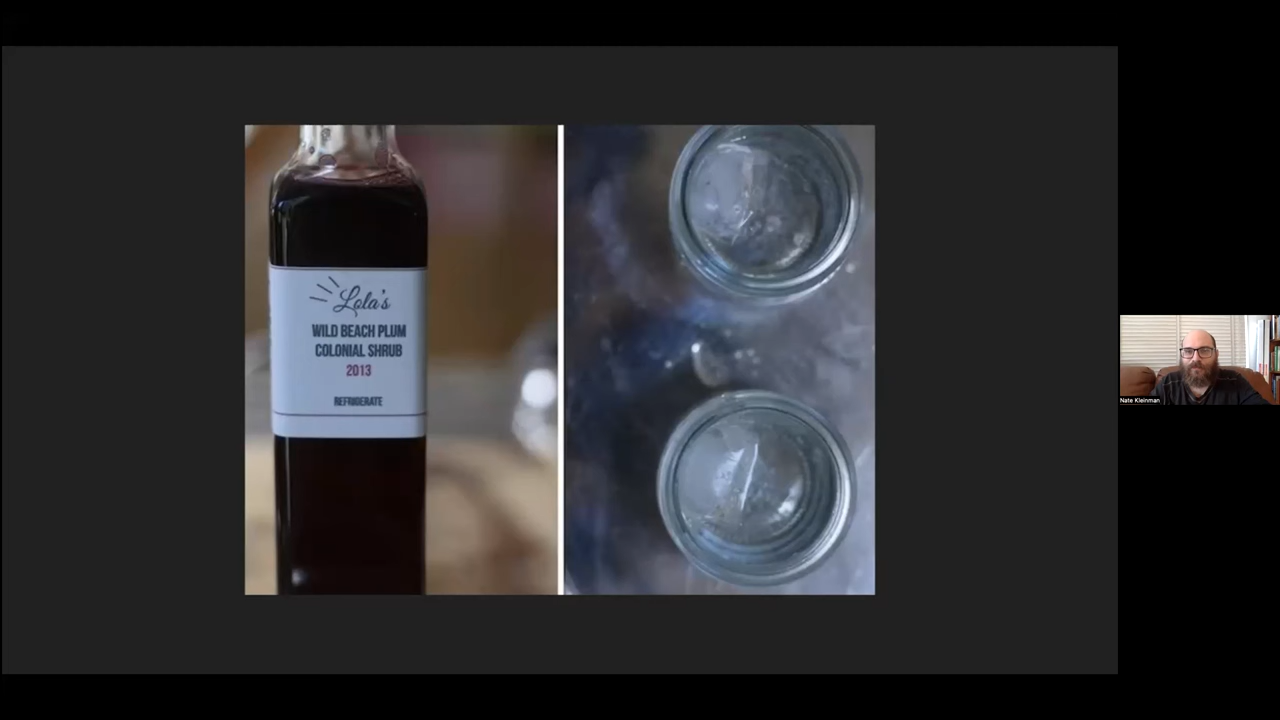 Lola's
WILD BEACH PLUM
COLONIAL SHRUB
2013
REFRIGERATE
Nate Kleinman